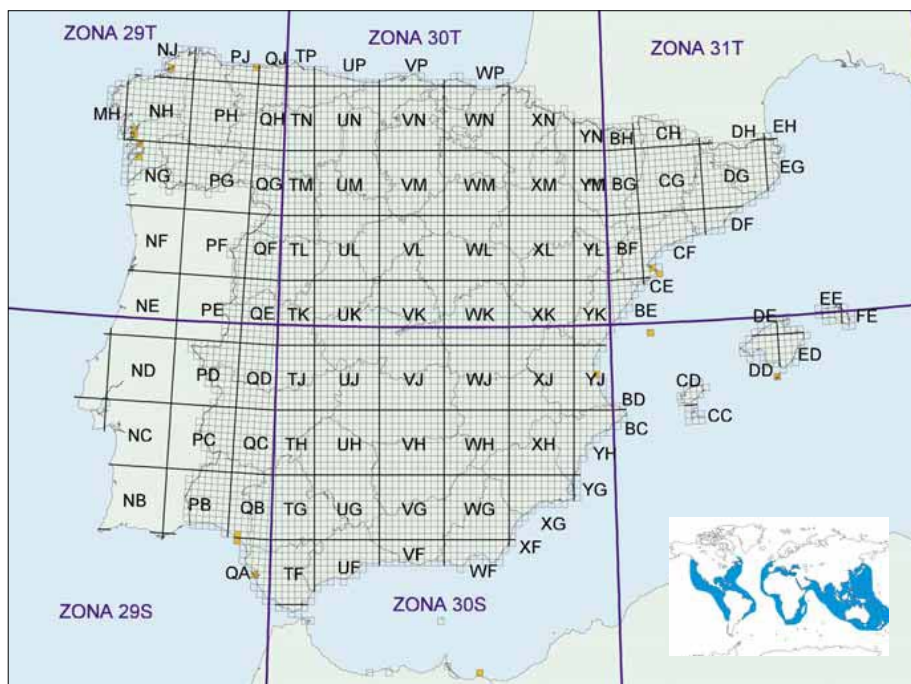 ZONA 29T
ZONA 30T
ZONA 31T
NJ PJ QJ TP UP VP WP
MH NH PH QH TN UN VN WN XN YN BH CH DH EH
NG PG QG TM UM VM WM XM YM BG CG DG EG
NF PF QF TL UL VL WL XL YL BF CF DF
NE PE QE TK UK VK WK XK YK BE CE DE EE FE
ND PD QD TJ UJ VJ WJ XJ YJ BD CD DD ED
NC PC QC TH UH VH WH XH YH BC CC
NB PB QB TG UG VG WG XG YG
QA TF UF VF WF XF
ZONA 29S
ZONA 30S